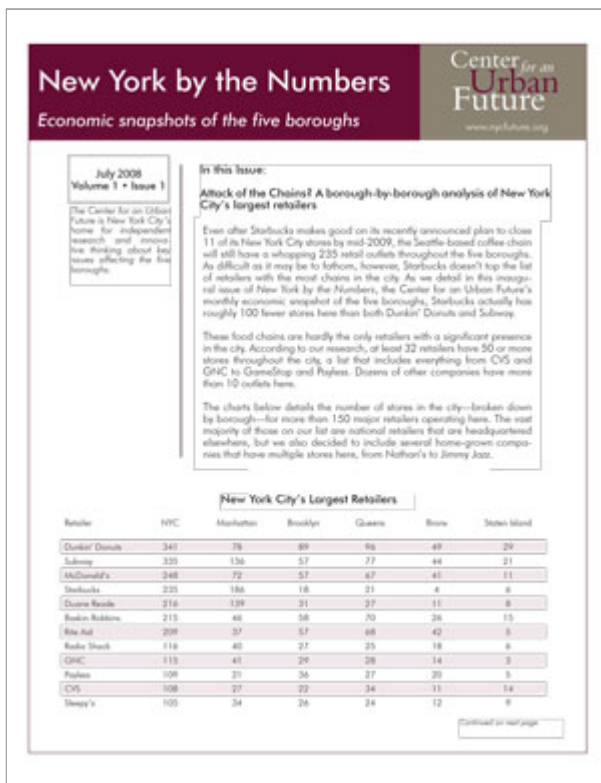 New York by the Numbers
Economic snapshots of the five boroughs
Center for an
Urban
Future
www.nycfuture.org
July 2008
Volume 1 • Issue 1
The Center for an Urban
Future is New York City's
home for independent
research and innova-
tive thinking about key
issues affecting the five
boroughs.
In this Issue:
Attack of the Chains? A borough-by-borough analysis of New York
City's largest retailers
Even after Starbucks makes good on its recently announced plan to close
11 of its New York City stores by mid-2009, the Seattle-based coffee chain
will still have a whopping 235 retail outlets throughout the five boroughs.
As difficult as it may be to fathom, however, Starbucks doesn't top the list
of retailers with the most chains in the city. As we detail in this inaugu-
ral issue of New York by the Numbers, the Center for an Urban Future's
monthly economic snapshot of the five boroughs, Starbucks actually has
roughly 100 fewer stores here than both Dunkin' Donuts and Subway.
These food chains are hardly the only retailers with a significant presence
in the city. According to our research, at least 32 retailers have 50 or more
stores throughout the city, a list that includes everything from CVS and
GNC to GameStop and Payless. Dozens of other companies have more
than 10 outlets here.
The charts below details the number of stores in the city—broken down
by borough—for more than 150 major retailers operating here. The vast
majority of those on our list are national retailers that are headquartered
elsewhere, but we also decided to include several home-grown compa-
nies that have multiple stores here, from Nathan's to Jimmy Jazz.
New York City's Largest Retailers
Retailer NYC Manhattan Brooklyn Queens Bronx Staten Island
Dunkin' Donuts 341 78 89 96 49 29
Subway 335 136 57 77 44 21
McDonald's 248 72 57 67 41 11
Starbucks 235 186 18 21 4 6
Duane Reade 216 139 31 27 11 8
Baskin Robbins 215 46 58 70 26 15
Rite Aid 209 37 57 68 42 5
Radio Shack 116 40 27 25 18 6
GNC 115 41 29 28 14 3
Payless 109 21 36 27 20 5
CVS 108 27 22 34 11 14
Sleepy's 105 34 26 24 12 9
Continued on next page